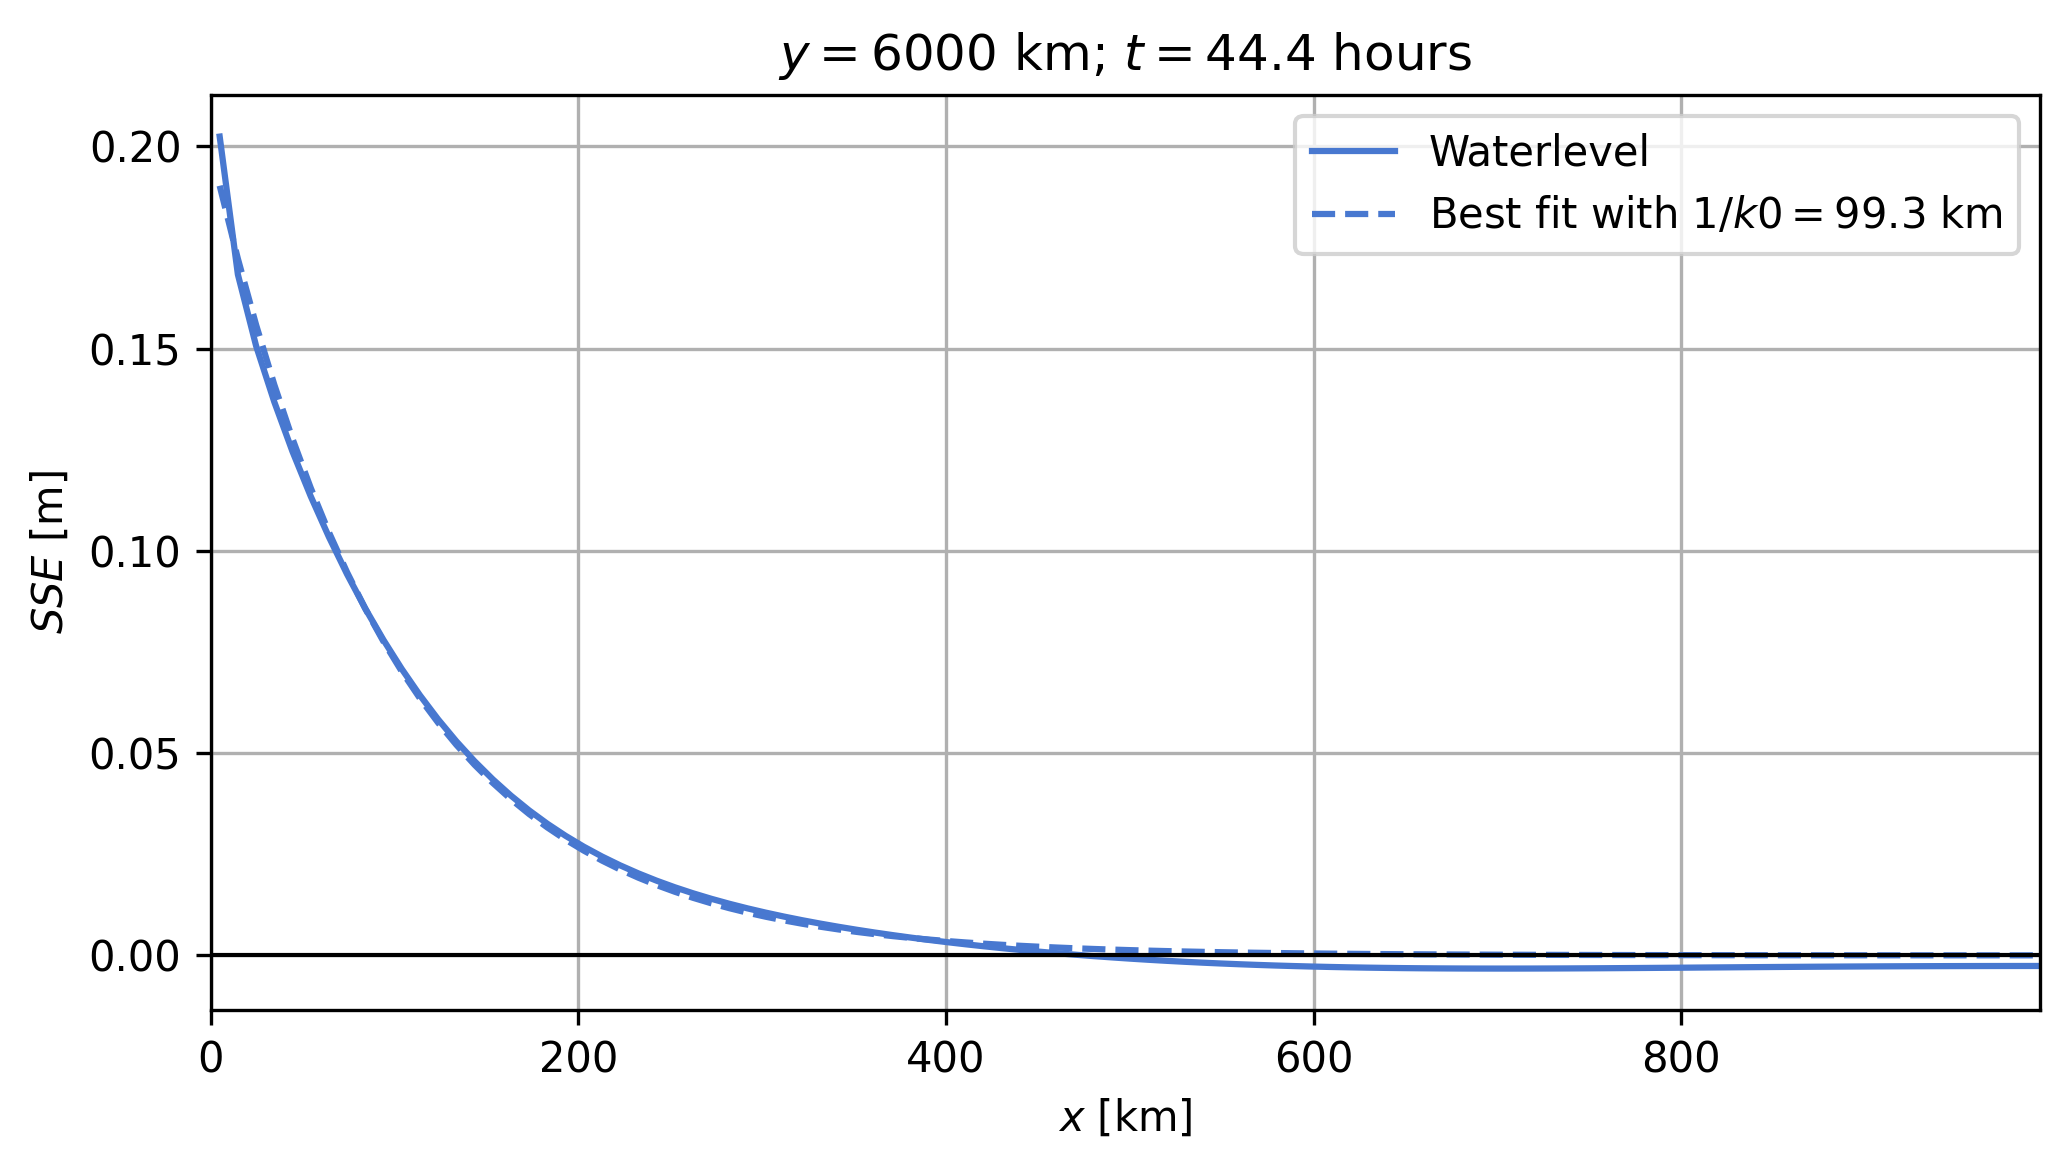 y = 6000 km; t = 44.4 hours
Waterlevel
Best fit with 1/k0 = 99.3 km
SSE [m]
0.20
0.15
0.10
0.05
0.00
0 200 400 600 800
x [km]